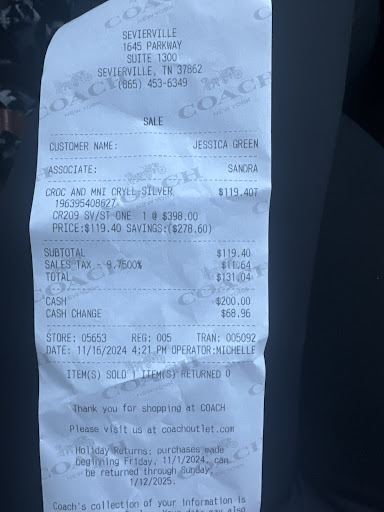 SEVIERVILLE
1645 PARKWAY
SUITE 1300
SEVIERVILLE, TN 37862
(865) 453-6349
SALE
CUSTOMER NAME: JESSICA GREEN
ASSOCIATE: SANDRA
CROC AND MNI CRYLL-SILVER $119.40T
196395408627
CR209 SV/ST ONE 1 @ $398.00
PRICE:$119.40 SAVINGS:($278.60)
SUBTOTAL $119.40
SALES TAX - 9.7500% $11.64
TOTAL $131.04
CASH $200.00
CASH CHANGE $68.96
STORE: 05653 REG: 005 TRAN: 005092
DATE: 11/16/2024 4:21 PM OPERATOR:MICHELLE
ITEM(S) SOLD 1 ITEM(S) RETURNED 0
Thank you for shopping at COACH
Please visit us at coachoutlet.com
Holiday Returns: purchases made
beginning Friday, 11/1/2024, can
be returned through Sunday,
1/12/2025.
Coach's collection of your information is